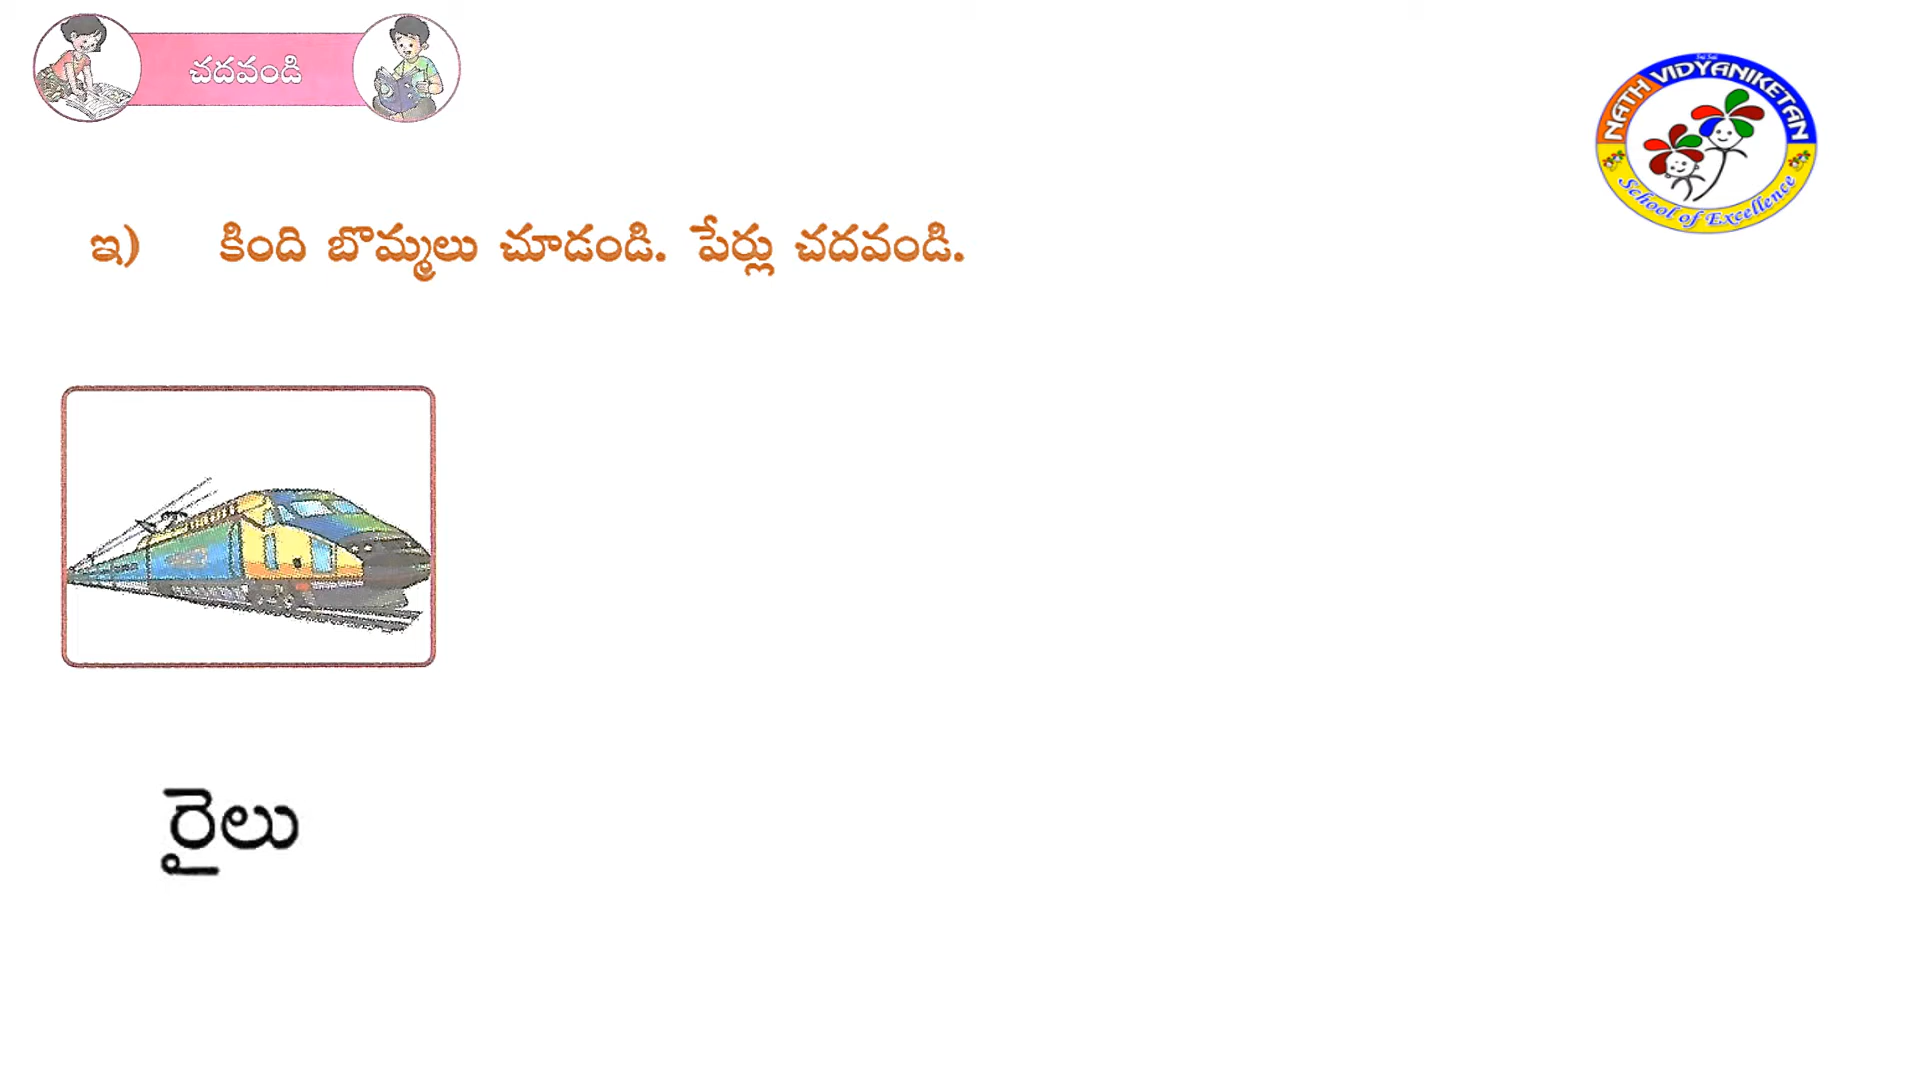 చదవండి
NATH VIDYANIKETAN
School of Excellence
ఇ) కింది బొమ్మలు చూడండి. పేర్లు చదవండి.
రైలు